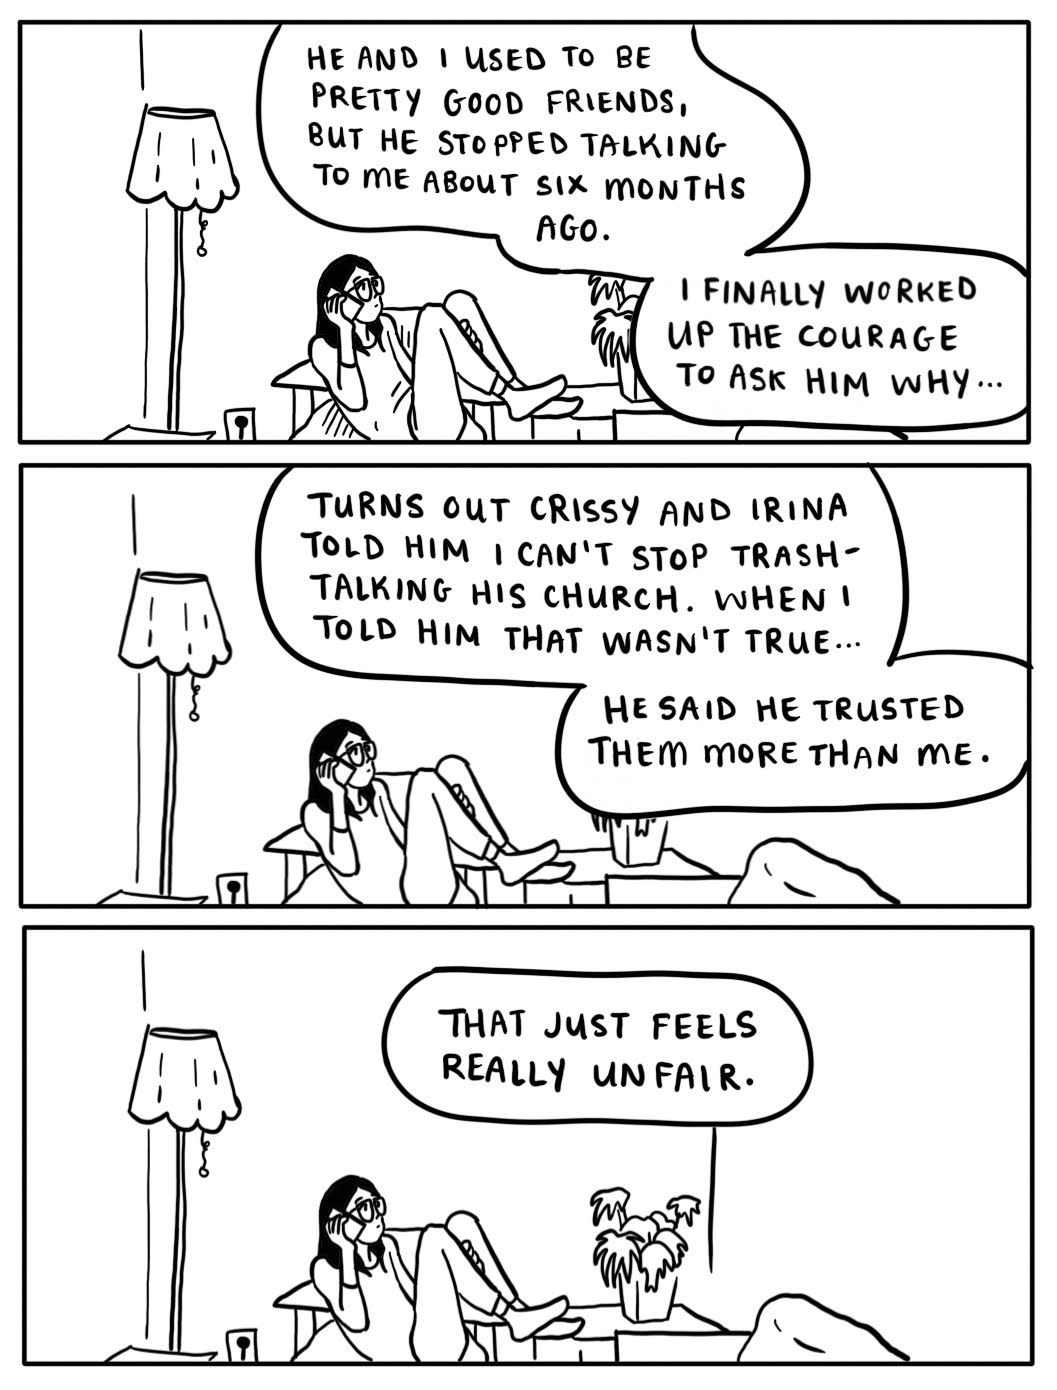 HE AND I USED TO BE
PRETTY GOOD FRIENDS,
BUT HE STOPPED TALKING
TO ME ABOUT SIX MONTHS
AGO.
I FINALLY WORKED
UP THE COURAGE
TO ASK HIM WHY...
TURNS OUT CRISSY AND IRINA
TOLD HIM I CAN'T STOP TRASH-
TALKING HIS CHURCH. WHEN I
TOLD HIM THAT WASN'T TRUE...
HE SAID HE TRUSTED
THEM MORE THAN ME.
THAT JUST FEELS
REALLY UNFAIR.